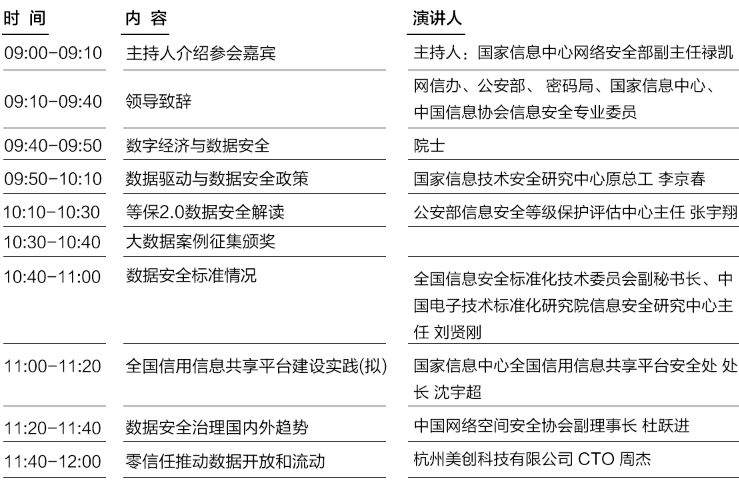 时 间 内 容 演讲人
09:00-09:10 主持人介绍参会嘉宾 主持人：国家信息中心网络安全部副主任禄凯
09:10-09:40 领导致辞 网信办、公安部、 密码局、国家信息中心、
中国信息协会信息安全专业委员
09:40-09:50 数字经济与数据安全 院士
09:50-10:10 数据驱动与数据安全政策 国家信息技术安全研究中心原总工 李京春
10:10-10:30 等保2.0数据安全解读 公安部信息安全等级保护评估中心主任 张宇翔
10:30-10:40 大数据案例征集颁奖
10:40-11:00 数据安全标准情况 全国信息安全标准化技术委员会副秘书长、中
国电子技术标准化研究院信息安全研究中心主
任 刘贤刚
11:00-11:20 全国信用信息共享平台建设实践(拟) 国家信息中心全国信用信息共享平台安全处 处
长 沈宇超
11:20-11:40 数据安全治理国内外趋势 中国网络空间安全协会副理事长 杜跃进
11:40-12:00 零信任推动数据开放和流动 杭州美创科技有限公司 CTO 周杰